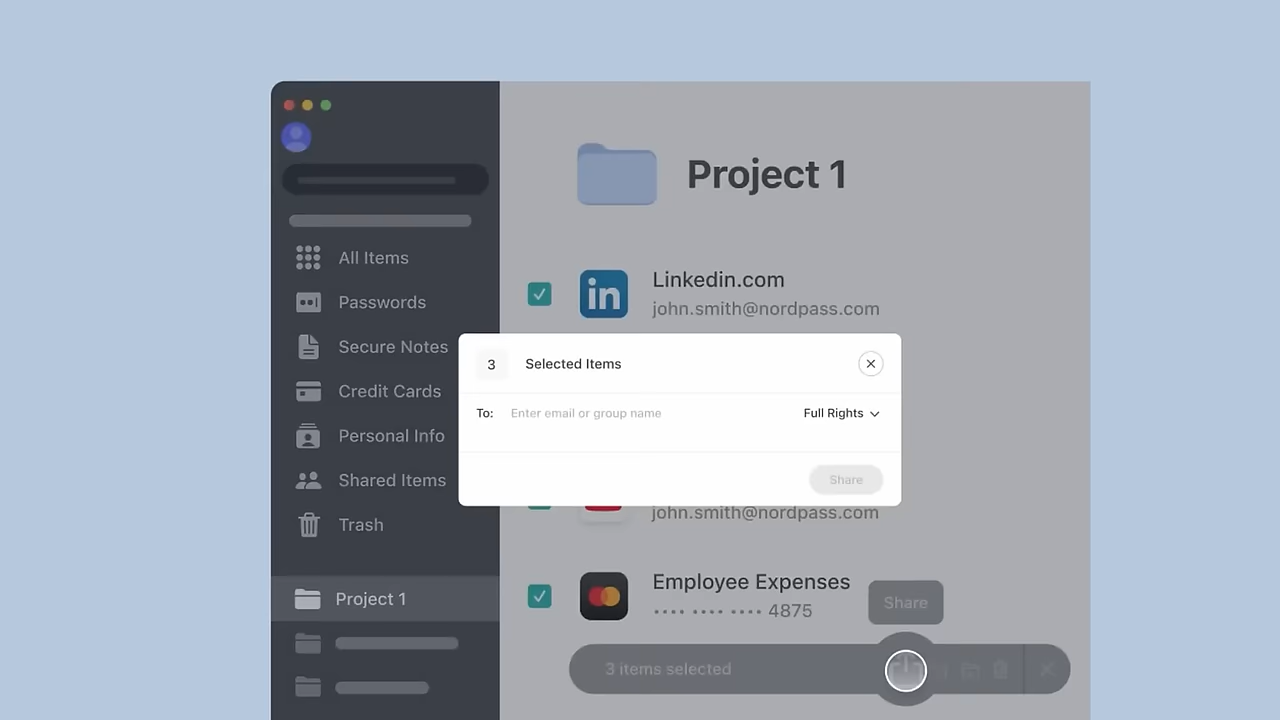 Project 1
All Items
Passwords
Secure Notes
Credit Cards
Personal Info
Shared Items
Trash
Project 1
Linkedin.com
john.smith@nordpass.com
3 Selected Items
To: Enter email or group name Full Rights
Share
john.smith@nordpass.com
Employee Expenses
•••• •••• •••• 4875
Share
3 items selected